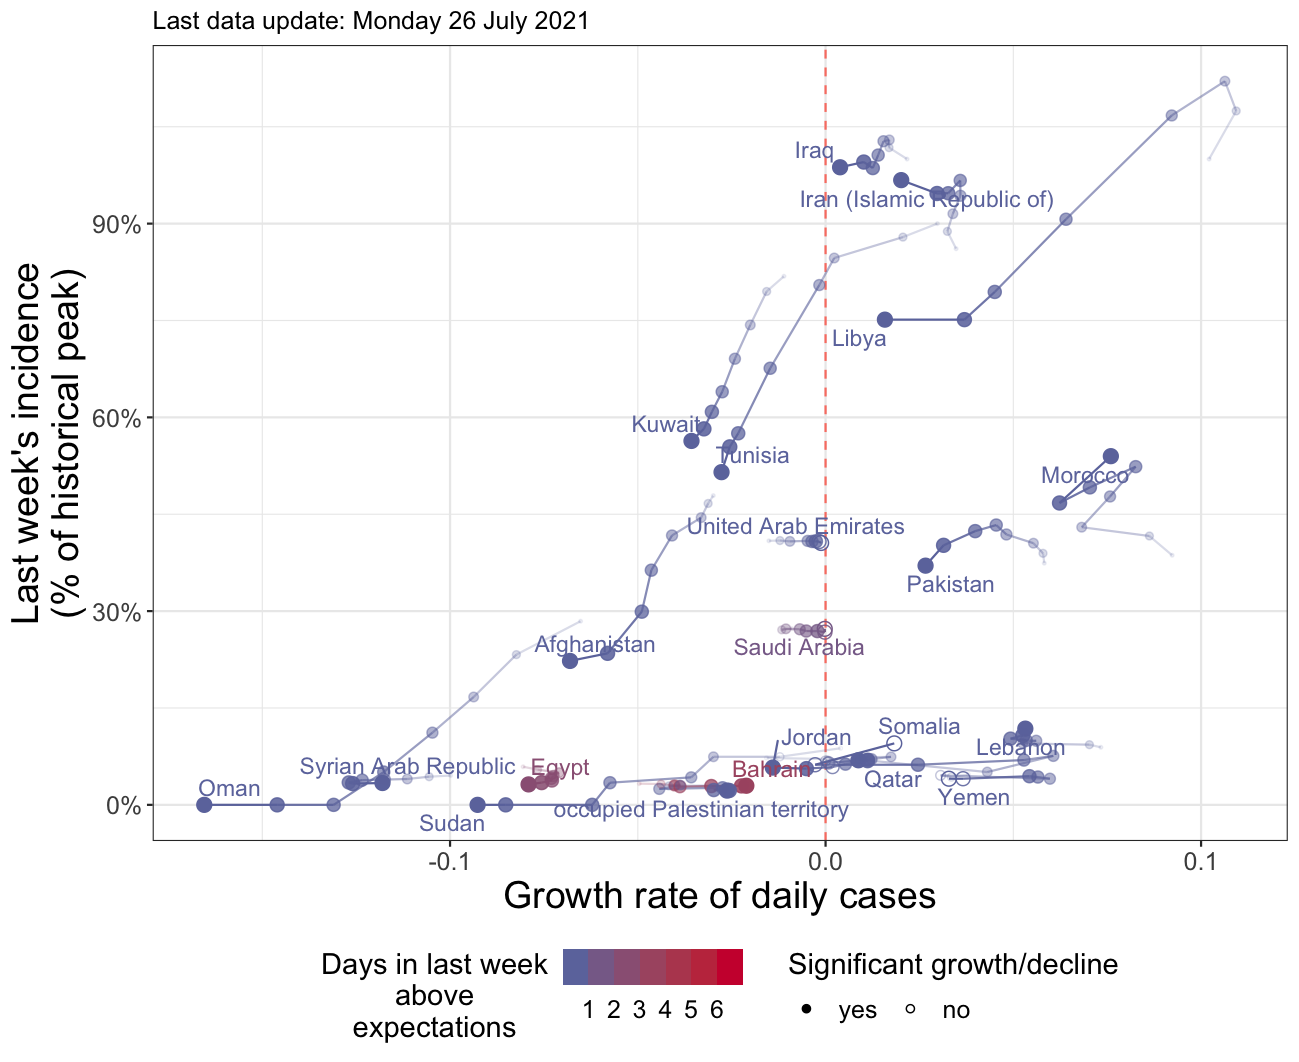 Last data update: Monday 26 July 2021
Last week's incidence
(% of historical peak)
90%
60%
30%
0%
Iraq
Iran (Islamic Republic of)
Libya
Kuwait
Tunisia
Morocco
United Arab Emirates
Pakistan
Afghanistan
Saudi Arabia
Somalia
Jordan
Lebanon
Syrian Arab Republic
Egypt
Bahrain
Qatar
Oman
Yemen
occupied Palestinian territory
Sudan
-0.1
0.0
0.1
Growth rate of daily cases
Days in last week
above
expectations
1 2 3 4 5 6
Significant growth/decline
yes
no